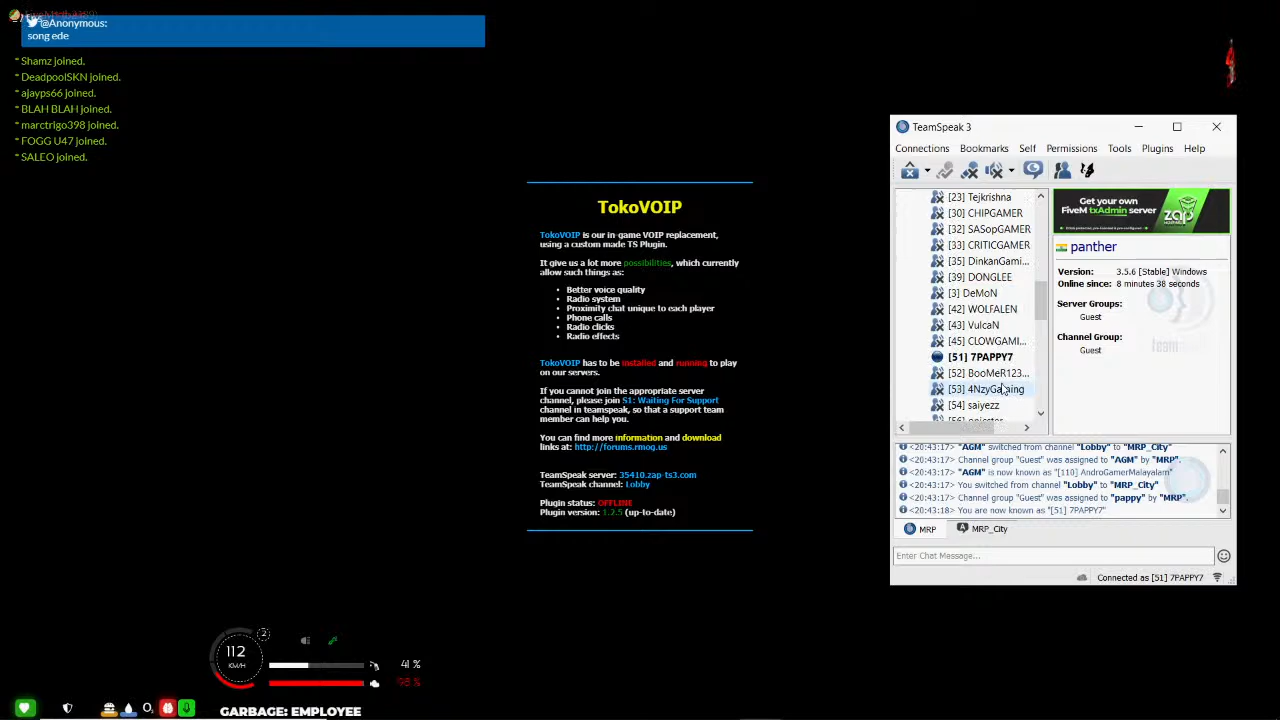 @Anonymous:
song ede
* Shamz joined.
* DeadpoolSKN joined.
* ajayps66 joined.
* BLAH BLAH joined.
* marctrigo398 joined.
* FOGG U47 joined.
* SALEO joined.
TokoVOIP
TokoVOIP is our in-game VOIP replacement,
using a custom made TS Plugin.
It give us a lot more possibilities, which currently
allow such things as:
• Better voice quality
• Radio system
• Proximity chat unique to each player
• Phone calls
• Radio clicks
• Radio effects
TokoVOIP has to be installed and running to play
on our servers.
If you cannot join the appropriate server
channel, please join S1: Waiting For Support
channel in teamspeak, so that a support team
member can help you.
You can find more information and download
links at: http://forums.rmog.us
TeamSpeak server: 35410.zap-ts3.com
TeamSpeak channel: Lobby
Plugin status: OFFLINE
Plugin version: 1.2.5 (up-to-date)
TeamSpeak 3
Connections Bookmarks Self Permissions Tools Plugins Help
[23] Tejkrishna
[30] CHIPGAMER
[32] SASopGAMER
[33] CRITICGAMER
[35] DinkanGami...
[39] DONGLEE
[3] DeMoN
[42] WOLFALEN
[43] VulcaN
[45] CLOWGAMI...
[51] 7PAPPY7
[52] BooMeR123...
[53] 4NzyGaming
[54] saiyezz
Get your own
FiveM txAdmin server
zap
panther
Version: 3.5.6 [Stable] Windows
Online since: 8 minutes 38 seconds
Server Groups:
Guest
Channel Group:
Guest
<20:43:17> "AGM" switched from channel "Lobby" to "MRP_City"
<20:43:17> Channel group "Guest" was assigned to "AGM" by "MRP".
<20:43:17> "AGM" is now known as "[110] AndroGamerMalayalam"
<20:43:17> You switched from channel "Lobby" to "MRP_City"
<20:43:17> Channel group "Guest" was assigned to "pappy" by "MRP".
<20:43:18> You are now known as "[51] 7PAPPY7"
MRP MRP_City
Enter Chat Message...
Connected as [51] 7PAPPY7
2
112
KM/H
41 %
98 %
O2
GARBAGE: EMPLOYEE